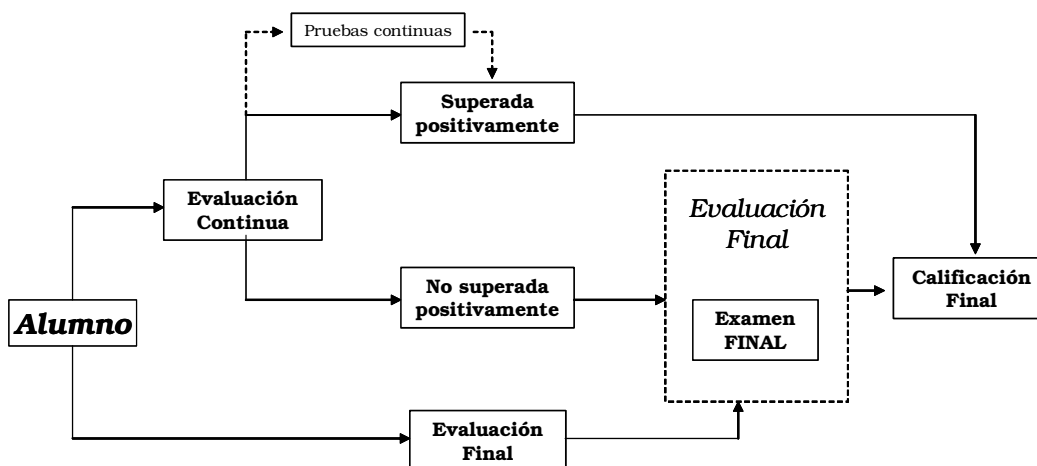 Pruebas continuas
Superada
positivamente
Evaluación
Continua
Evaluación
Final
No superada
positivamente
Calificación
Final
Alumno
Examen
FINAL
Evaluación
Final